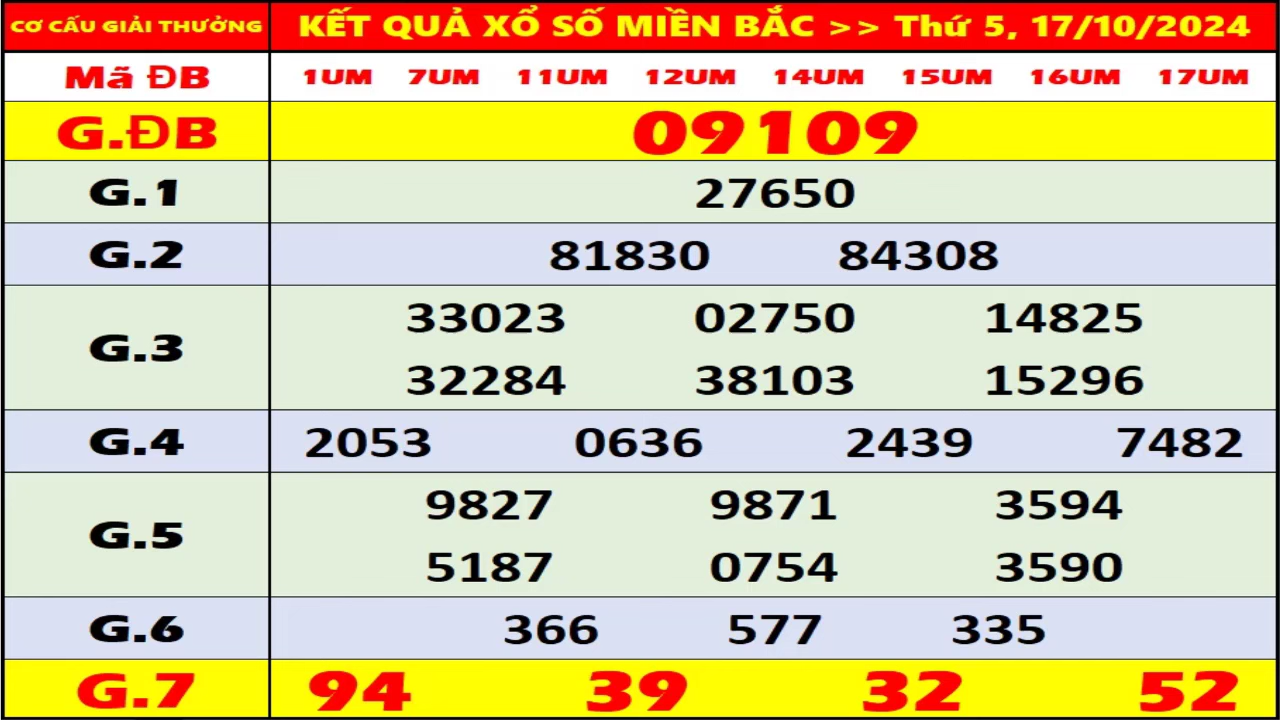 CƠ CẤU GIẢI THƯỞNG KẾT QUẢ XỔ SỐ MIỀN BẮC >> Thứ 5, 17/10/2024
Mã ĐB 1UM 7UM 11UM 12UM 14UM 15UM 16UM 17UM
G.ĐB 09109
G.1 27650
G.2 81830 84308
G.3 33023 02750 14825
32284 38103 15296
G.4 2053 0636 2439 7482
G.5 9827 9871 3594
5187 0754 3590
G.6 366 577 335
G.7 94 39 32 52